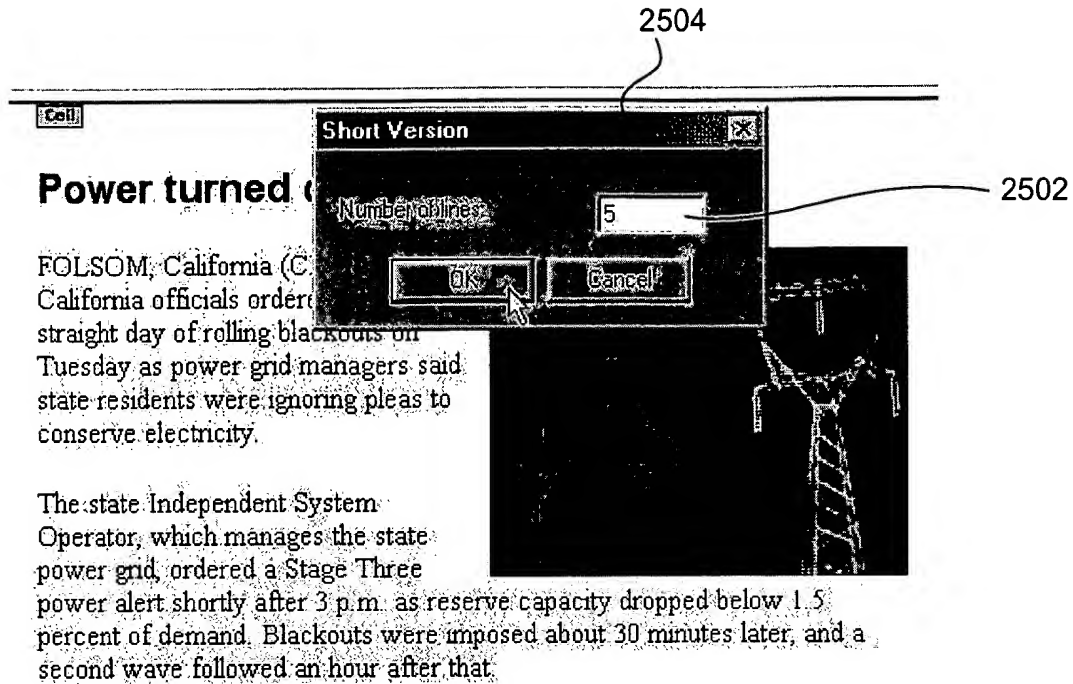 2504
Cell
Short Version
Power turned
Number of lines:
5
2502
OK
Cancel
FOLSOM, California (C
California officials ordere
straight day of rolling blackouts on
Tuesday as power grid managers said
state residents were ignoring pleas to
conserve electricity.
The state Independent System
Operator, which manages the state
power grid, ordered a Stage Three
power alert shortly after 3 p.m. as reserve capacity dropped below 1.5
percent of demand. Blackouts were imposed about 30 minutes later, and a
second wave followed an hour after that.